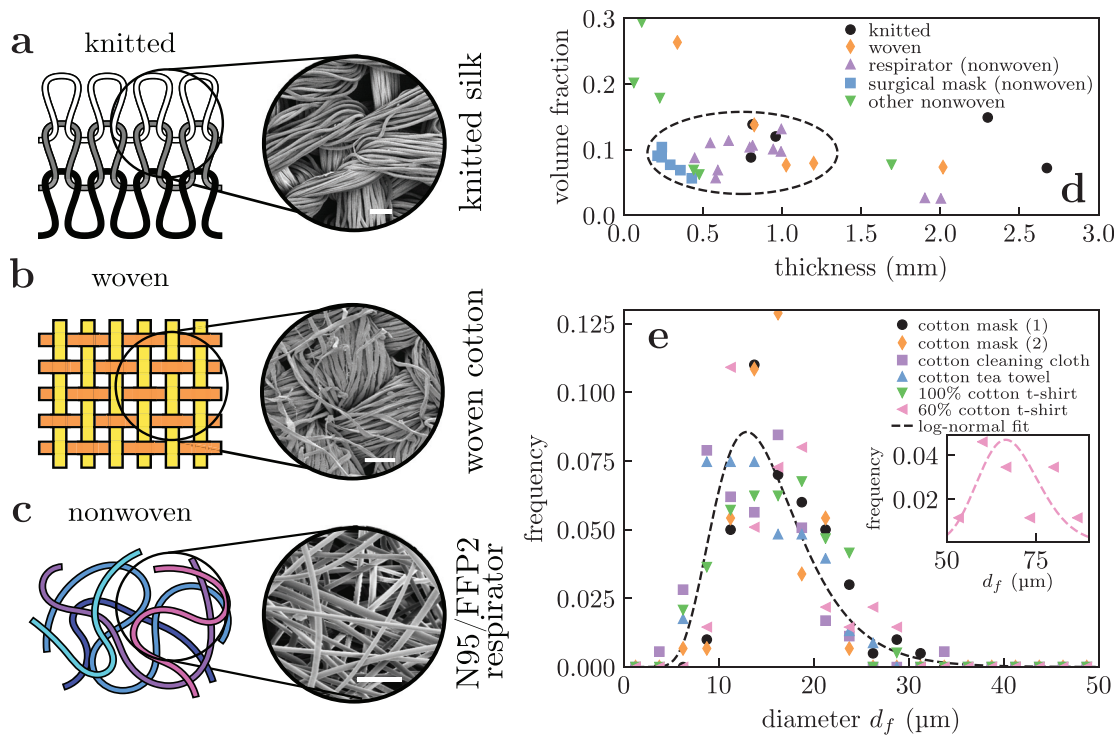 a
knitted
knitted silk
b
woven
woven cotton
c
nonwoven
N95/FFP2
respirator
0.3
0.2
0.1
0.0
volume fraction
knitted
woven
respirator (nonwoven)
surgical mask (nonwoven)
other nonwoven
d
0.0 0.5 1.0 1.5 2.0 2.5 3.0
thickness (mm)
0.125
0.100
0.075
0.050
0.025
0.000
frequency
e
cotton mask (1)
cotton mask (2)
cotton cleaning cloth
cotton tea towel
100% cotton t-shirt
60% cotton t-shirt
log-normal fit
frequency
0.04
0.02
50 75
d_f (µm)
0 10 20 30 40 50
diameter d_f (µm)